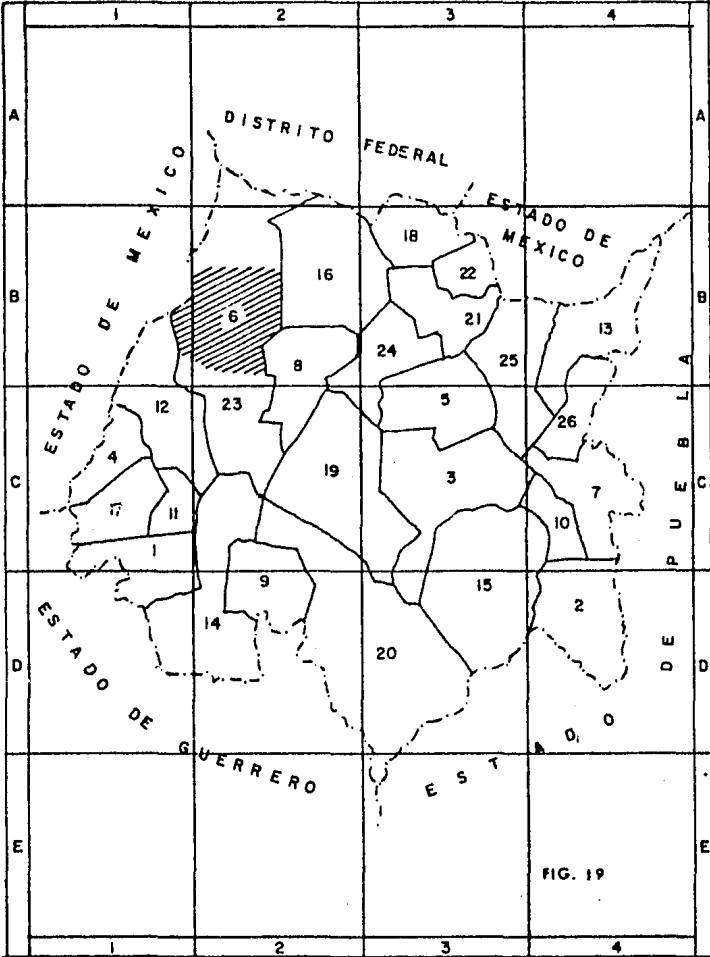 1 2 3 4
A A
DISTRITO FEDERAL
ESTADO DE MEXICO
ESTADO DE MEXICO
18
16 22
B B
6 21 13
24
8 25
12 23 5
26
4
19 3 7
C C
17 11 10
1
9 15 2
14
20
D D
ESTADO DE GUERRERO
ESTADO DE PUEBLA
E E
FIG. 19
1 2 3 4